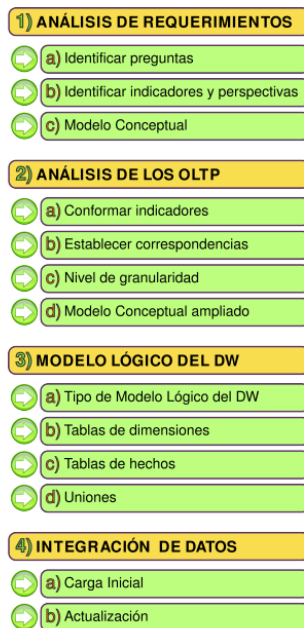 1) ANÁLISIS DE REQUERIMIENTOS
a) Identificar preguntas
b) Identificar indicadores y perspectivas
c) Modelo Conceptual
2) ANÁLISIS DE LOS OLTP
a) Conformar indicadores
b) Establecer correspondencias
c) Nivel de granularidad
d) Modelo Conceptual ampliado
3) MODELO LÓGICO DEL DW
a) Tipo de Modelo Lógico del DW
b) Tablas de dimensiones
c) Tablas de hechos
d) Uniones
4) INTEGRACIÓN DE DATOS
a) Carga Inicial
b) Actualización